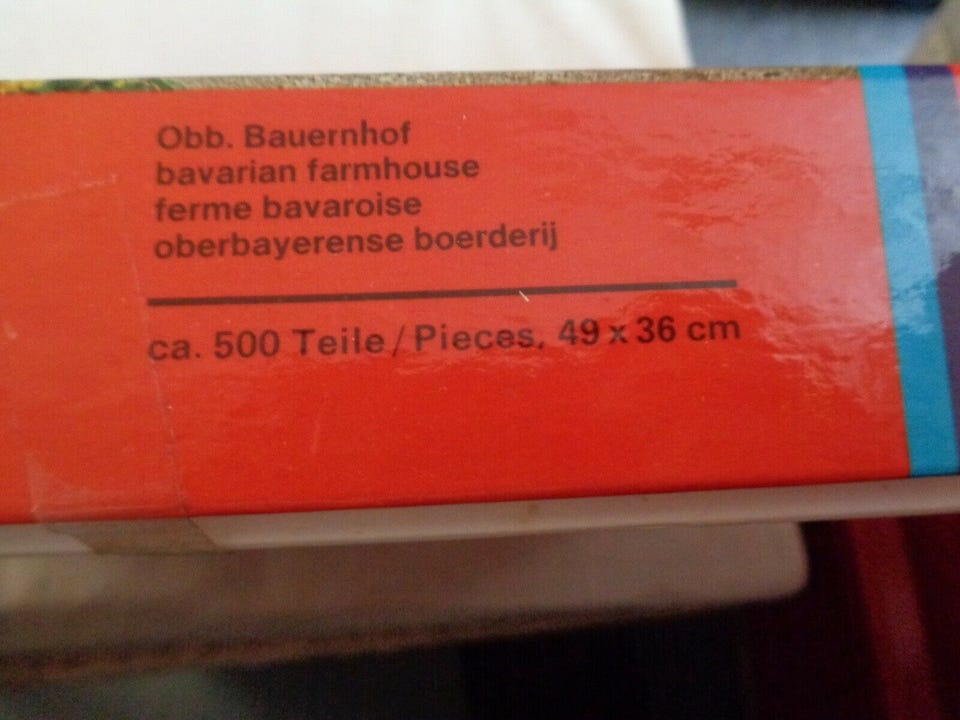 Obb. Bauernhof
bavarian farmhouse
ferme bavaroise
oberbayerense boerderij
ca. 500 Teile / Pieces, 49 x 36 cm